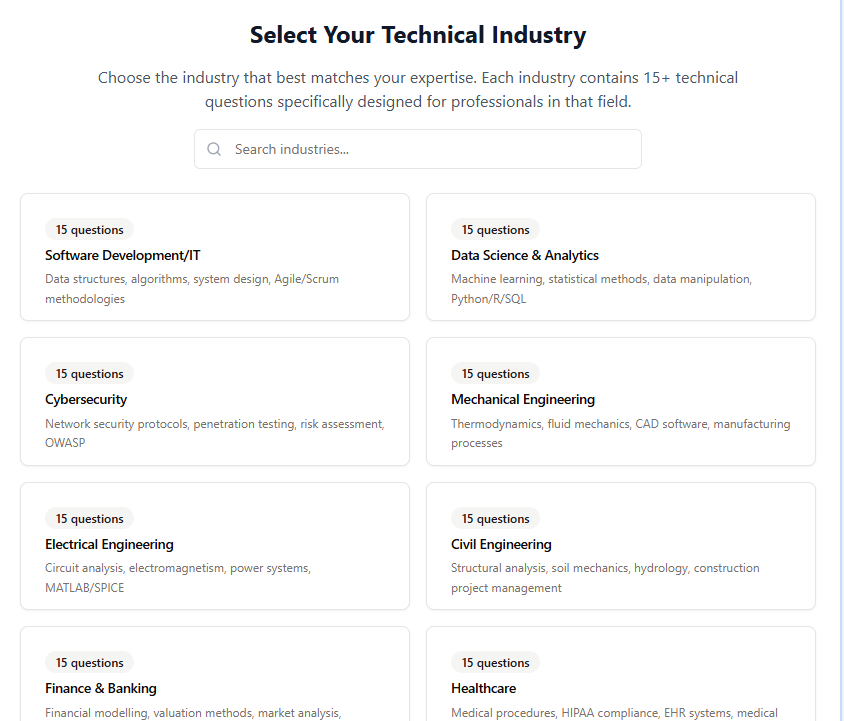 Select Your Technical Industry
Choose the industry that best matches your expertise. Each industry contains 15+ technical
questions specifically designed for professionals in that field.
Search industries...
15 questions
Software Development/IT
Data structures, algorithms, system design, Agile/Scrum
methodologies
15 questions
Data Science & Analytics
Machine learning, statistical methods, data manipulation,
Python/R/SQL
15 questions
Cybersecurity
Network security protocols, penetration testing, risk assessment,
OWASP
15 questions
Mechanical Engineering
Thermodynamics, fluid mechanics, CAD software, manufacturing
processes
15 questions
Electrical Engineering
Circuit analysis, electromagnetism, power systems,
MATLAB/SPICE
15 questions
Civil Engineering
Structural analysis, soil mechanics, hydrology, construction
project management
15 questions
Finance & Banking
Financial modelling, valuation methods, market analysis,
15 questions
Healthcare
Medical procedures, HIPAA compliance, EHR systems, medical